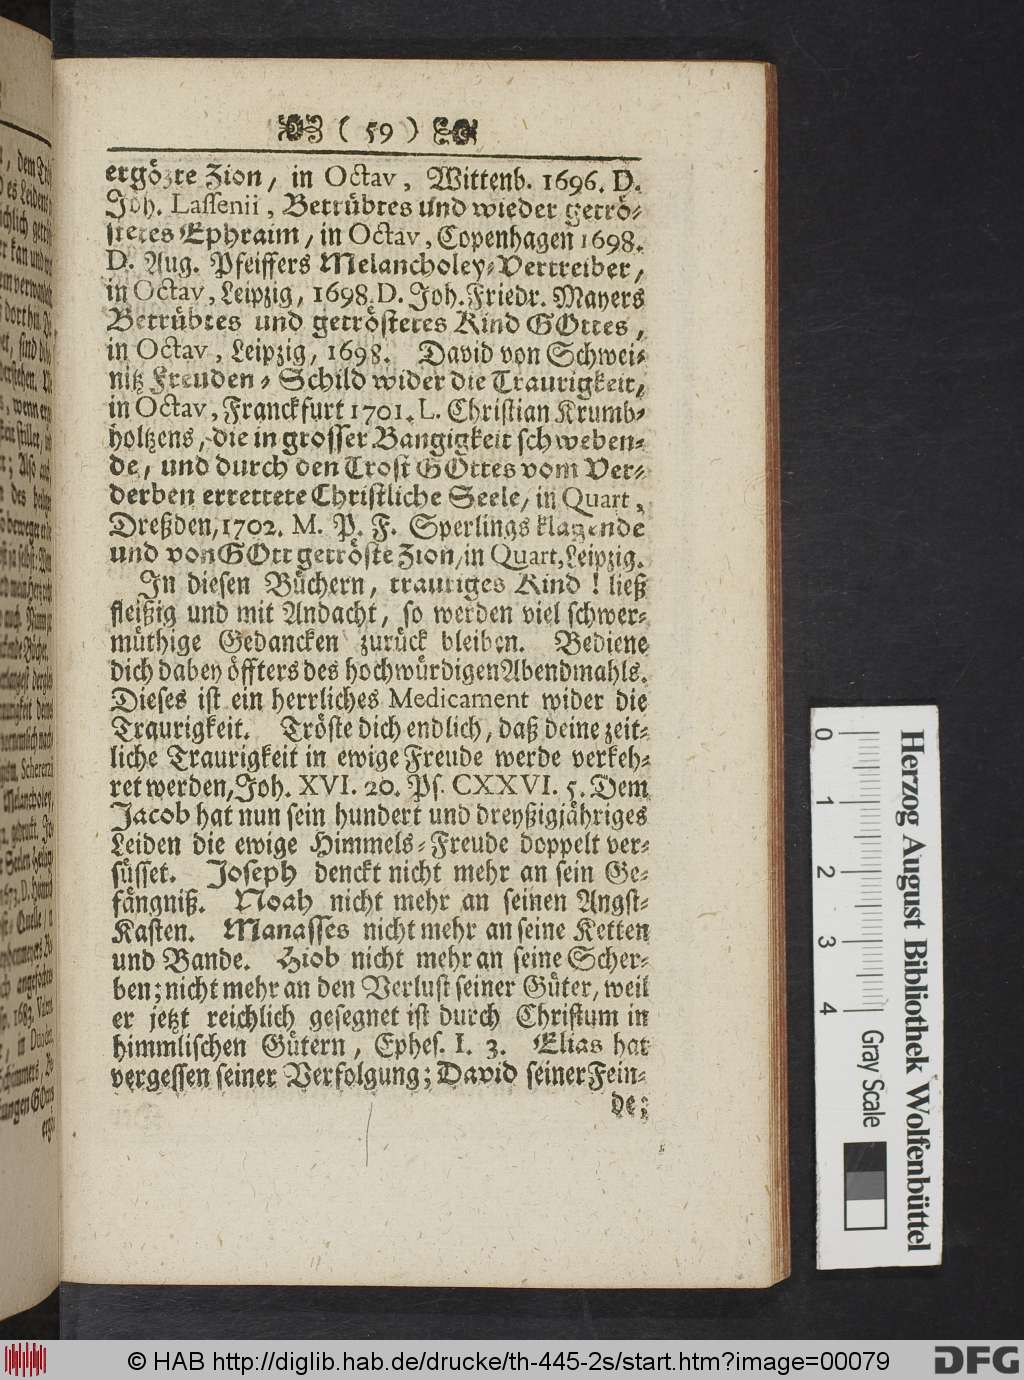 ( 59 )
ergözte Zion, in Octav, Wittenb. 1696. D.
Joh. Lassenii, Betrübtes und wieder getrö-
stetes Ephraim, in Octav, Copenhagen 1698.
D. Aug. Pfeiffers Melancholey-Vertreiber,
in Octav, Leipzig, 1698. D. Joh. Friedr. Mayers
Betrübtes und getröstetes Kind GOttes,
in Octav, Leipzig, 1698. David von Schwei-
nitz Freuden-Schild wider die Traurigkeit,
in Octav, Franckfurt 1701. L. Christian Krumb-
holtzens, die in grosser Bangigkeit schweben-
de, und durch den Trost GOttes vom Ver-
derben errettete Christliche Seele, in Quart,
Dreßden, 1702. M. P. F. Sperlings klagende
und von GOtt getröste Zion, in Quart, Leipzig.
In diesen Büchern, trauriges Kind! ließ
fleißig und mit Andacht, so werden viel schwer-
müthige Gedancken zurück bleiben. Bediene
dich dabey öffters des hochwürdigen Abendmahls.
Dieses ist ein herrliches Medicament wider die
Traurigkeit. Tröste dich endlich, daß deine zeit-
liche Traurigkeit in ewige Freude werde verkeh-
ret werden, Joh. XVI. 20. Ps. CXXVI. 5. Dem
Jacob hat nun sein hundert und dreyßigjähriges
Leiden die ewige Himmels-Freude doppelt ver-
süsset. Joseph denckt nicht mehr an sein Ge-
fängniß. Noah nicht mehr an seinen Angst-
Kasten. Manasses nicht mehr an seine Ketten
und Bande. Hiob nicht mehr an seine Scher-
ben; nicht mehr an den Verlust seiner Güter, weil
er jetzt reichlich gesegnet ist durch Christum in
himmlischen Gütern, Ephes. I. 3. Elias hat
vergessen seiner Verfolgung; David seiner Fein-
de;
Herzog August Bibliothek Wolfenbüttel
0 1 2 3 4 Gray Scale
© HAB http://diglib.hab.de/drucke/th-445-2s/start.htm?image=00079
DFG